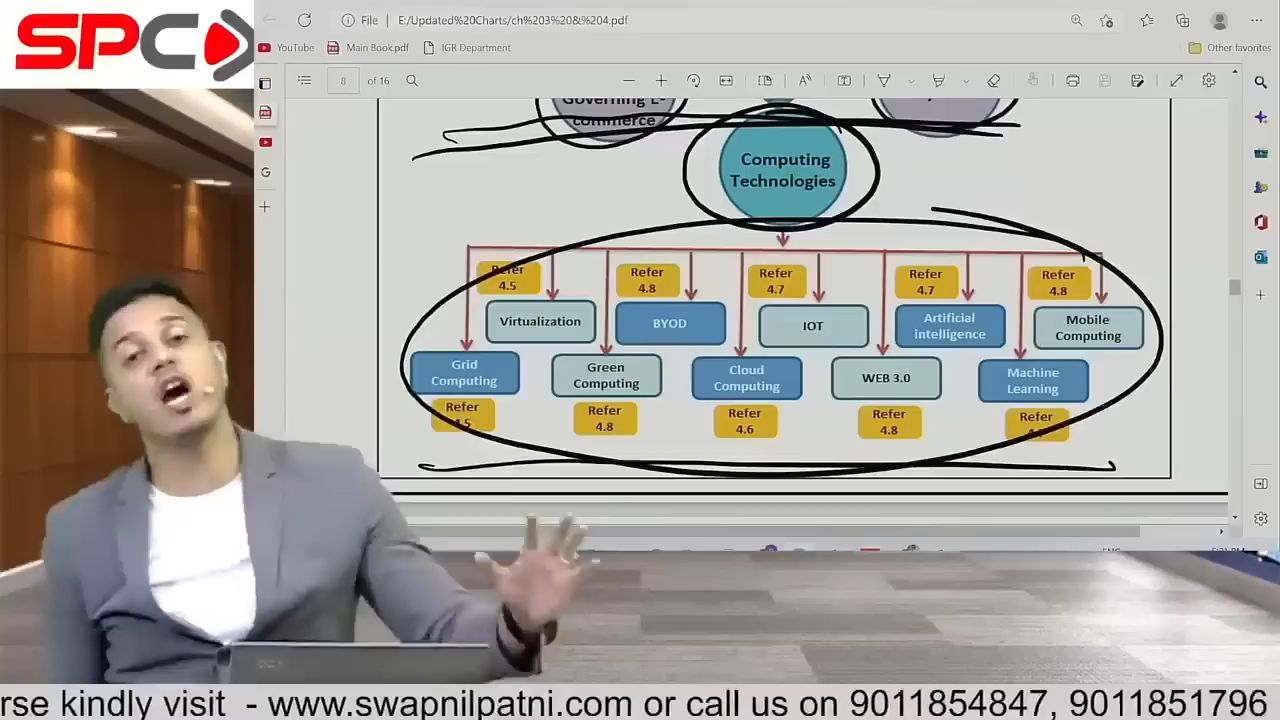 SPC
File
E:/Updated%20Charts/ch%203%20&t%204.pdf
YouTube
Main Book.pdf
IGR Department
Other favorites
8
of 16
Governing E-
commerce
Computing
Technologies
Refer
4.5
Refer
4.8
Refer
4.7
Refer
4.7
Refer
4.8
Virtualization
BYOD
IOT
Artificial
intelligence
Mobile
Computing
Grid
Computing
Green
Computing
Cloud
Computing
WEB 3.0
Machine
Learning
Refer
4.5
Refer
4.8
Refer
4.6
Refer
4.8
Refer
rse kindly visit - www.swapnilpatni.com or call us on 9011854847, 9011851796